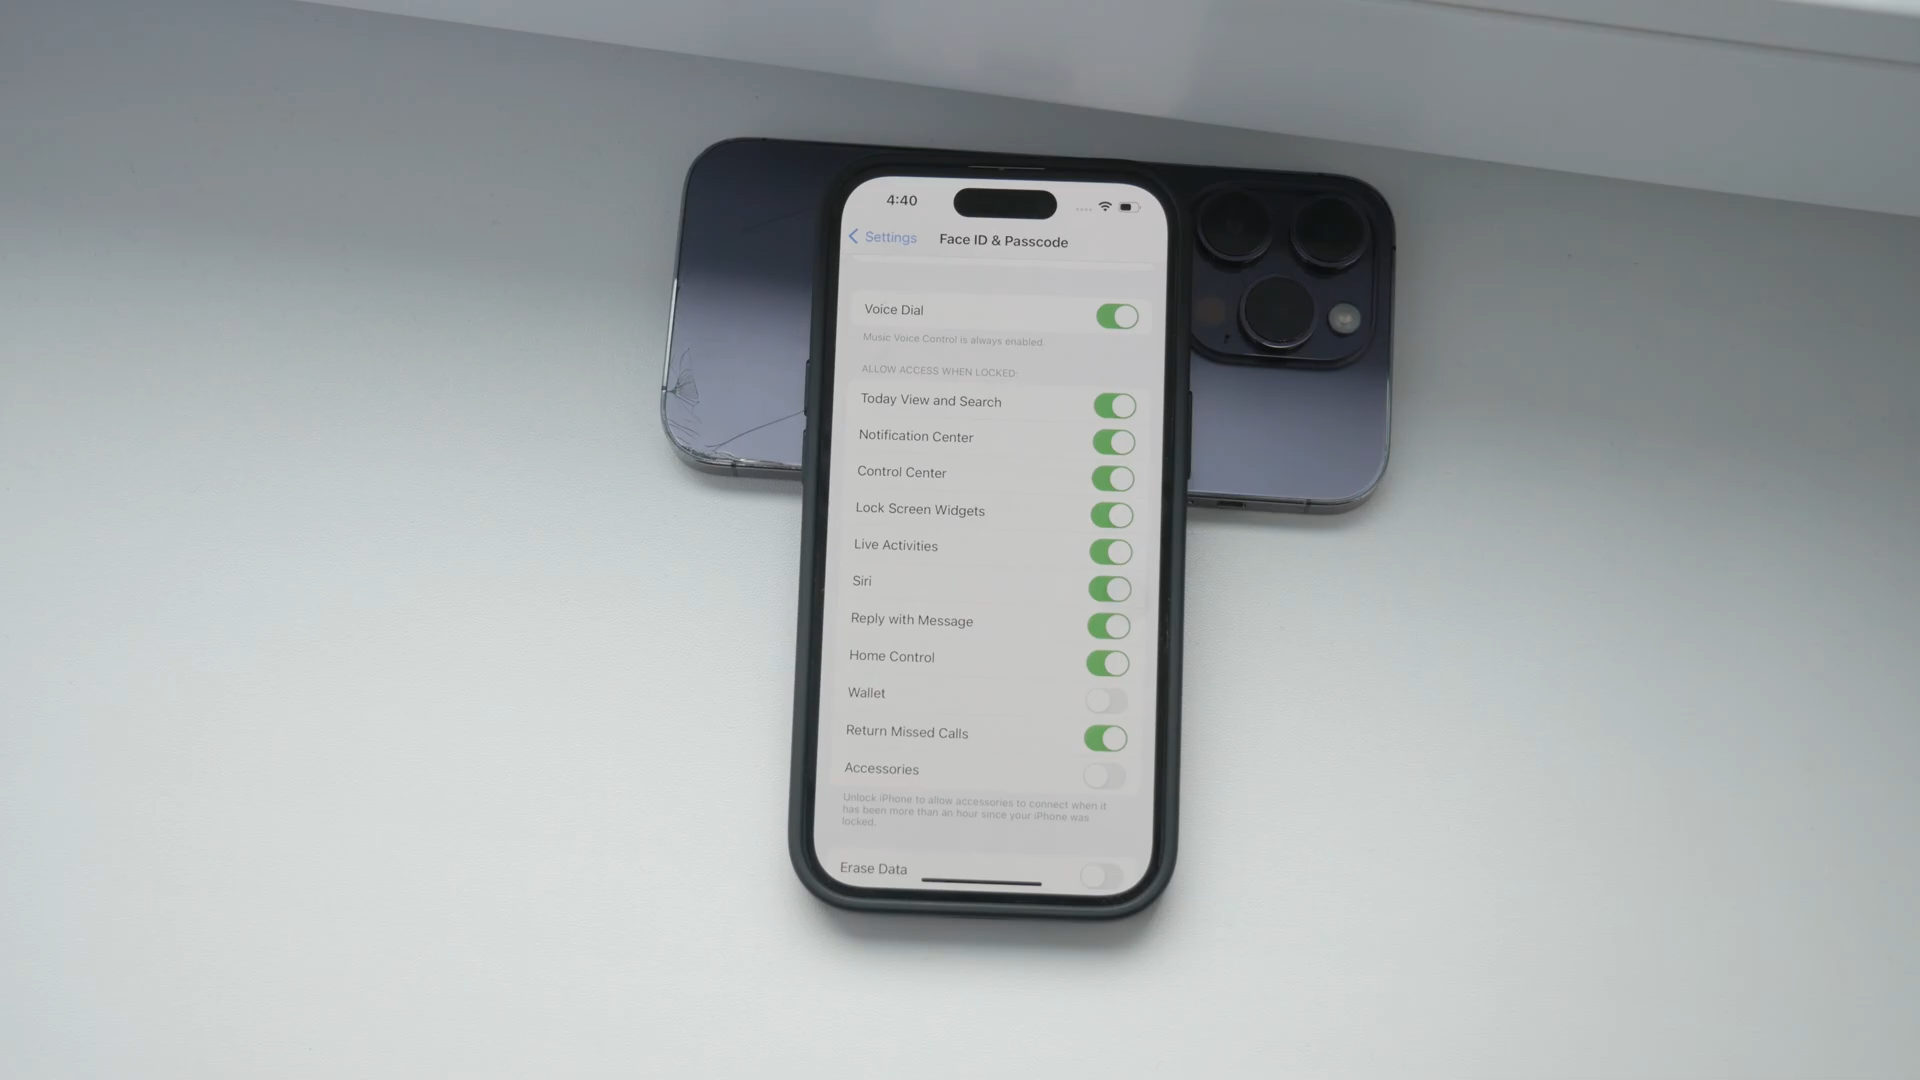 4:40
Settings
Face ID & Passcode
Voice Dial
Music Voice Control is always enabled.
ALLOW ACCESS WHEN LOCKED:
Today View and Search
Notification Center
Control Center
Lock Screen Widgets
Live Activities
Siri
Reply with Message
Home Control
Wallet
Return Missed Calls
Accessories
Unlock iPhone to allow accessories to connect when it
has been more than an hour since your iPhone was
locked.
Erase Data